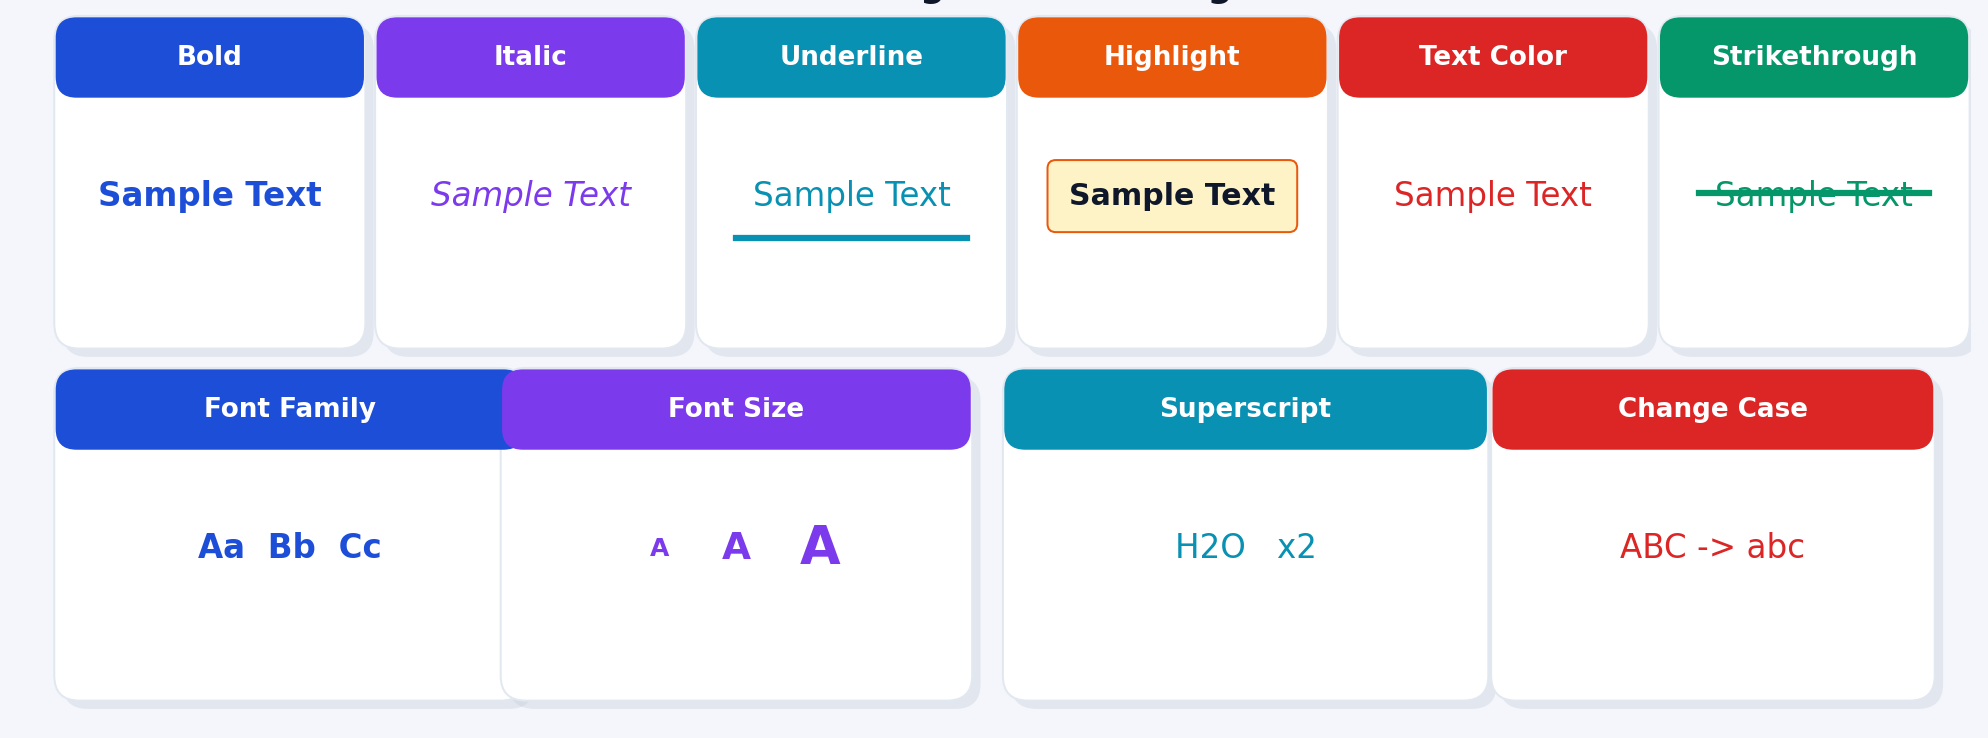 Bold Italic Underline Highlight Text Color Strikethrough
Sample Text Sample Text Sample Text Sample Text Sample Text Sample Text
Font Family Font Size Superscript Change Case
Aa Bb Cc A A A H2O x2 ABC -> abc